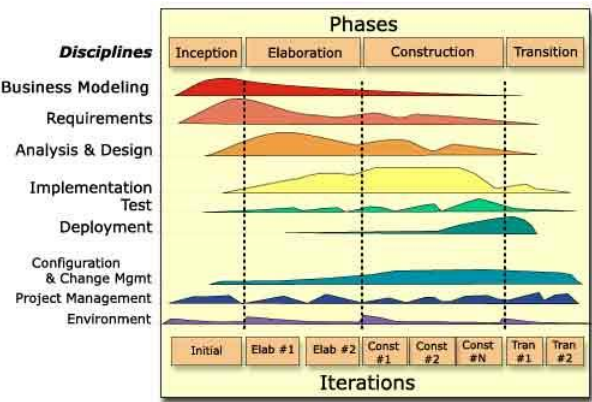 Phases
Disciplines
Inception Elaboration Construction Transition
Business Modeling
Requirements
Analysis & Design
Implementation
Test
Deployment
Configuration
& Change Mgmt
Project Management
Environment
Initial Elab #1 Elab #2 Const #1 Const #2 Const #N Tran #1 Tran #2
Iterations